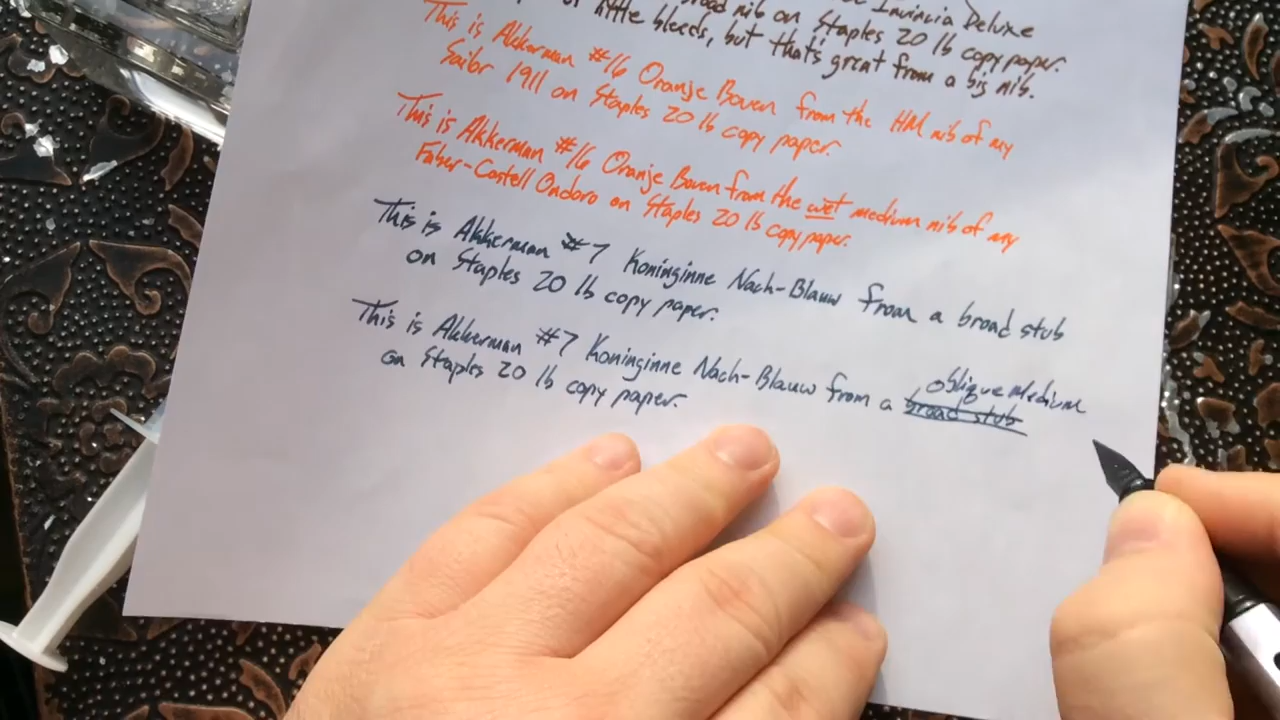 Invincia Deluxe
broad nib on Staples 20 lb copy paper.
little bleeds, but that's great from a big nib.
This is Akkerman #16 Oranje Boven from the HM nib of my
Sailor 1911 on Staples 20 lb copy paper.
This is Akkerman #16 Oranje Boven from the wet medium nib of my
Faber-Castell Ondoro on Staples 20 lb copy paper.
This is Akkerman #7 Koninginne Nach-Blauw from a broad stub
on Staples 20 lb copy paper.
oblique Medium
This is Akkerman #7 Koninginne Nach-Blauw from a broad stub
on Staples 20 lb copy paper.